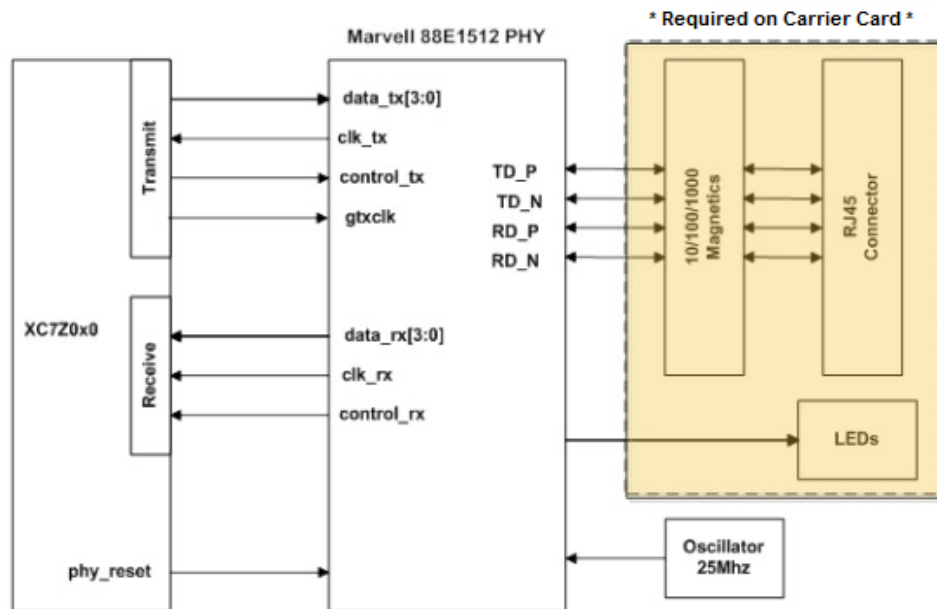 * Required on Carrier Card *
Marvell 88E1512 PHY
XC7Z0x0
Transmit
Receive
phy_reset
data_tx[3:0]
clk_tx
control_tx
gtxclk
data_rx[3:0]
clk_rx
control_rx
TD_P
TD_N
RD_P
RD_N
10/100/1000
Magnetics
RJ45
Connector
LEDs
Oscillator
25Mhz